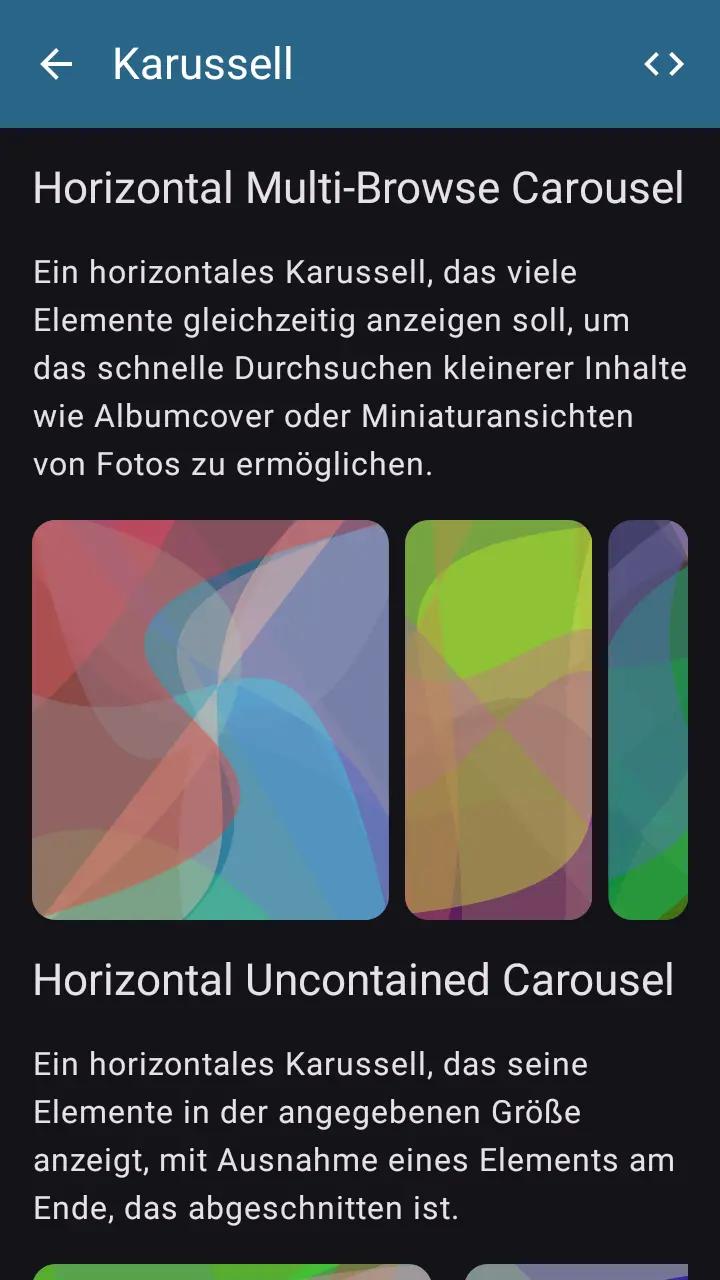 Karussell
Horizontal Multi-Browse Carousel
Ein horizontales Karussell, das viele
Elemente gleichzeitig anzeigen soll, um
das schnelle Durchsuchen kleinerer Inhalte
wie Albumcover oder Miniaturansichten
von Fotos zu ermöglichen.
Horizontal Uncontained Carousel
Ein horizontales Karussell, das seine
Elemente in der angegebenen Größe
anzeigt, mit Ausnahme eines Elements am
Ende, das abgeschnitten ist.